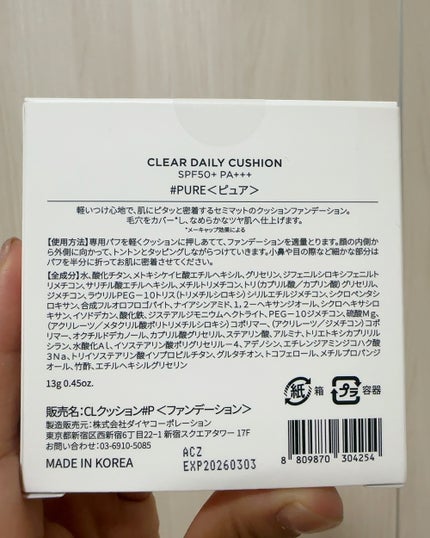 CLEAR DAILY CUSHION
SPF50+ PA+++
#PURE＜ピュア＞
軽いつけ心地で、肌にピタッと密着するセミマットのクッションファンデーション。
毛穴をカバー*し、なめらかなツヤ肌へ仕上げます。
*メーキャップ効果による
【使用方法】専用パフを軽くクッションに押しあてて、ファンデーションを適量とります。顔の内側から外側に向かって、トントンとタッピングしながらつけていきます。小鼻や目の際など細かな部分は
パフを半分に折ってお肌に密着させてください。
【全成分】水、酸化チタン、メトキシケイヒ酸エチルヘキシル、グリセリン、ジフェニルシロキシフェニルト
リメチコン、サリチル酸エチルヘキシル、メチルトリメチコン、トリ(カプリル酸／カプリン酸)グリセリル、
ジメチコン、ラウリルPEG－10トリス(トリメチルシロキシ)シリルエチルジメチコン、シクロペンタシ
ロキサン、合成フルオロフロゴパイト、ナイアシンアミド、1，2－ヘキサンジオール、シクロヘキサシロ
キサン、イソドデカン、酸化鉄、ジステアルジモニウムヘクトライト、PEG－10ジメチコン、硫酸Mg、
(アクリレーツ／メタクリル酸ポリトリメチルシロキシ)コポリマー、(アクリレーツ／ジメチコン)コポ
リマー、オクチルドデカノール、カプリル酸グリセリル、ステアリン酸、アルミナ、トリエトキシカプリリル
シラン、水酸化Al、イソステアリン酸ポリグリセリル－4、アデノシン、エチレンジアミンジコハク酸
3Na、トリイソステアリン酸イソプロピルチタン、グルタチオン、トコフェロール、メチルプロパンジ
オール、竹酢、エチルヘキシルグリセリン
13g 0.45oz.
紙 箱 プラ 容器
販売名：CLクッション#P ＜ファンデーション＞
製造販売元：株式会社ダイヤコーポレーション
東京都新宿区西新宿6丁目22−1 新宿スクエアタワー 17F
お問い合わせ：03-6910-5085
MADE IN KOREA
ACZ
EXP20260303
8 809870 304254